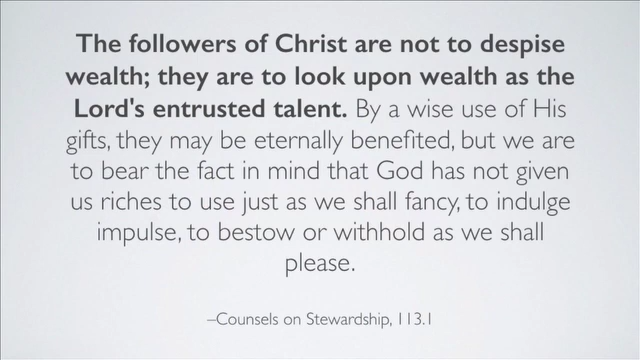 The followers of Christ are not to despise
wealth; they are to look upon wealth as the
Lord's entrusted talent. By a wise use of His
gifts, they may be eternally benefited, but we are
to bear the fact in mind that God has not given
us riches to use just as we shall fancy, to indulge
impulse, to bestow or withhold as we shall
please.
–Counsels on Stewardship, 113.1